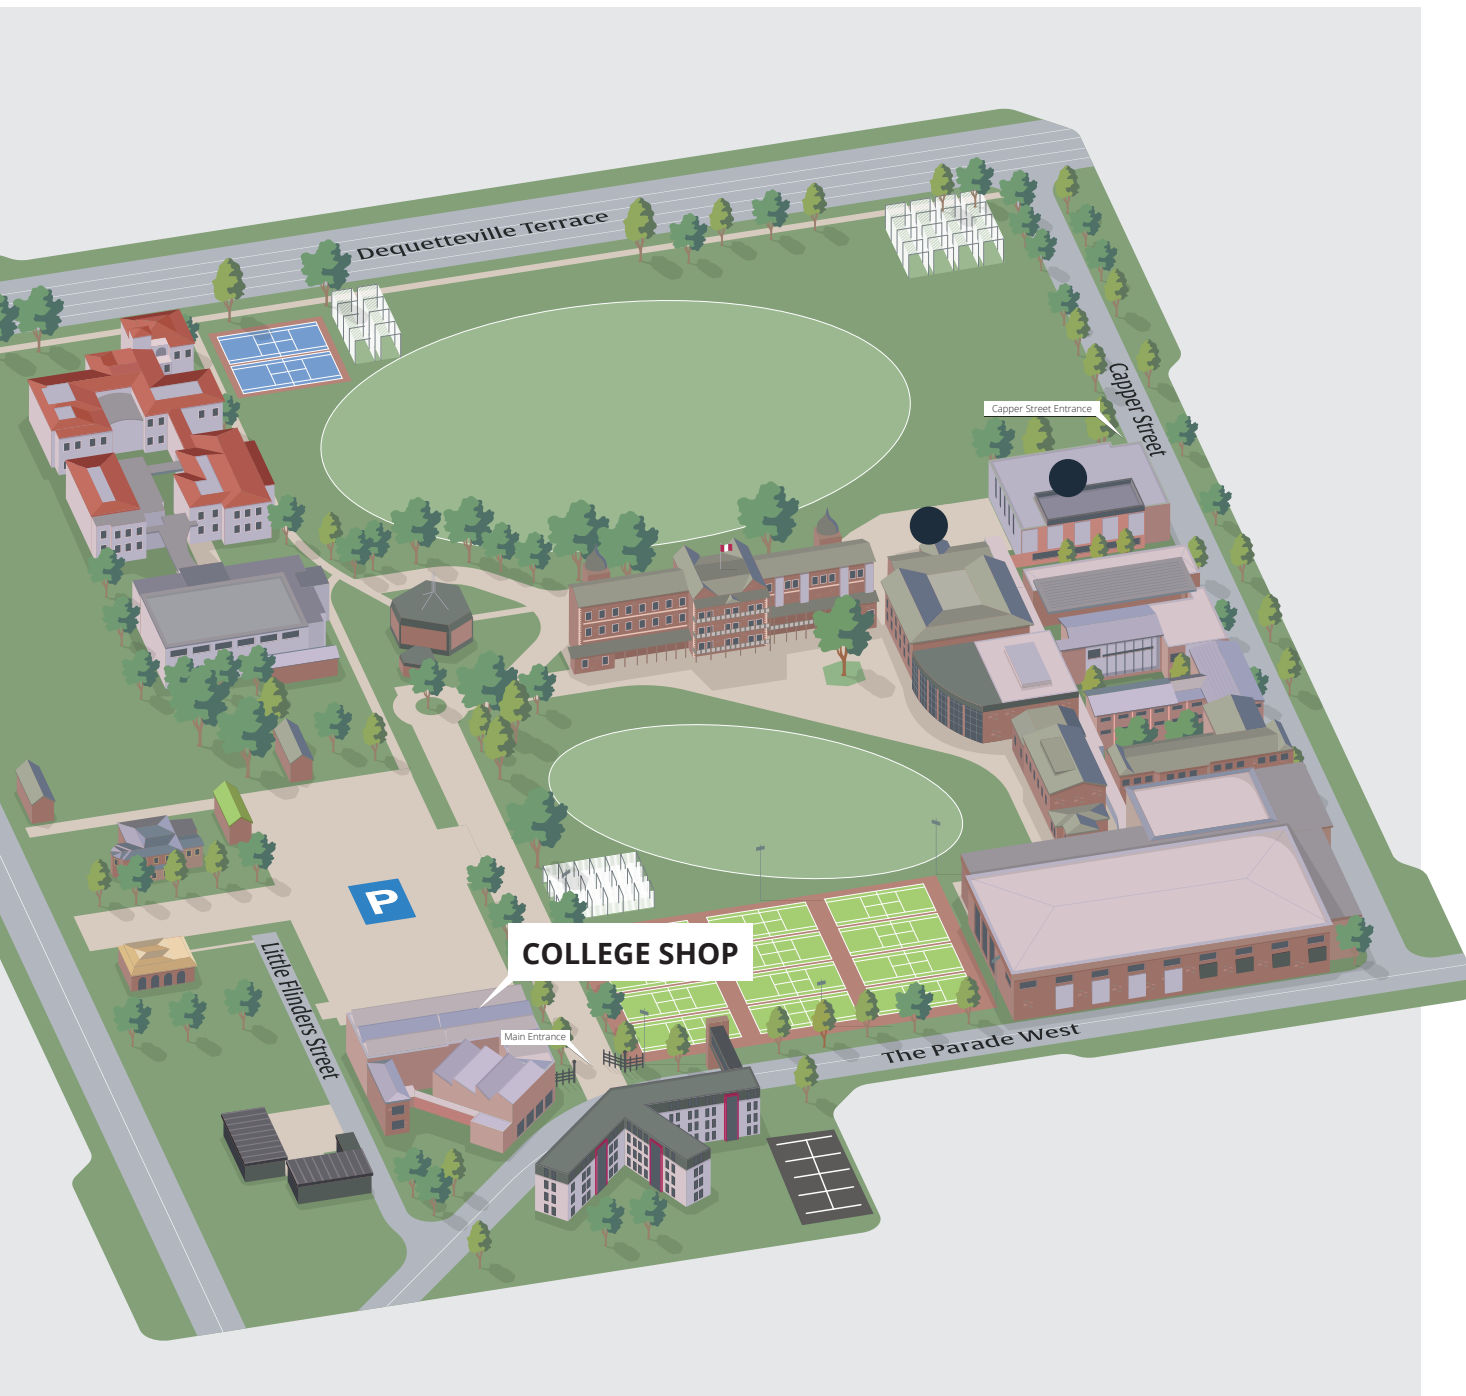 Dequetteville Terrace
Capper Street
Capper Street Entrance
P
COLLEGE SHOP
Little Flinders Street
Main Entrance
The Parade West